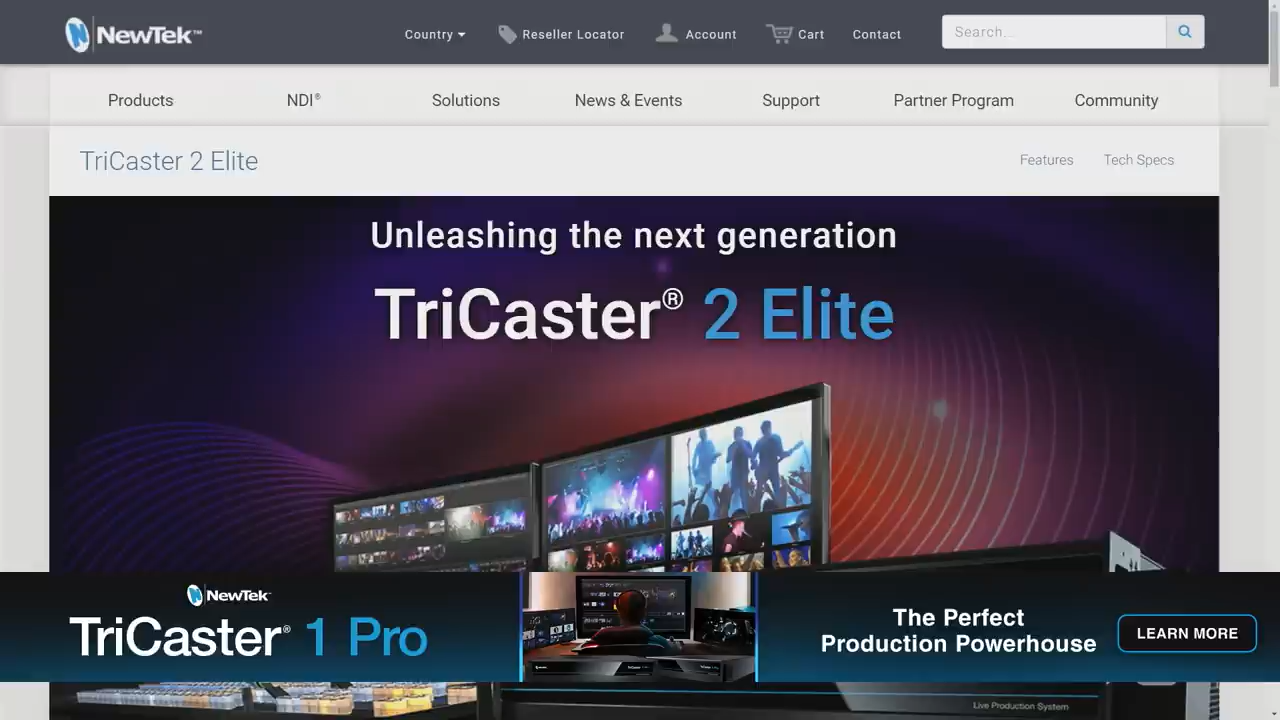 NewTek™
Country
Reseller Locator
Account
Cart
Contact
Search...
Products
NDI®
Solutions
News & Events
Support
Partner Program
Community
TriCaster 2 Elite
Features
Tech Specs
Unleashing the next generation
TriCaster® 2 Elite
NewTek™
TriCaster® 1 Pro
The Perfect
Production Powerhouse
LEARN MORE
Live Production System